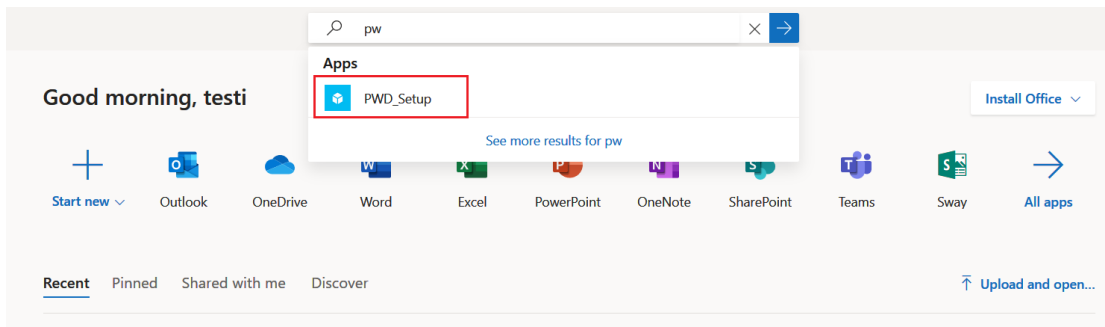 pw
Apps
PWD_Setup
See more results for pw
Good morning, testi
Install Office
Start new
Outlook
OneDrive
Word
Excel
PowerPoint
OneNote
SharePoint
Teams
Sway
All apps
Recent Pinned Shared with me Discover
Upload and open...